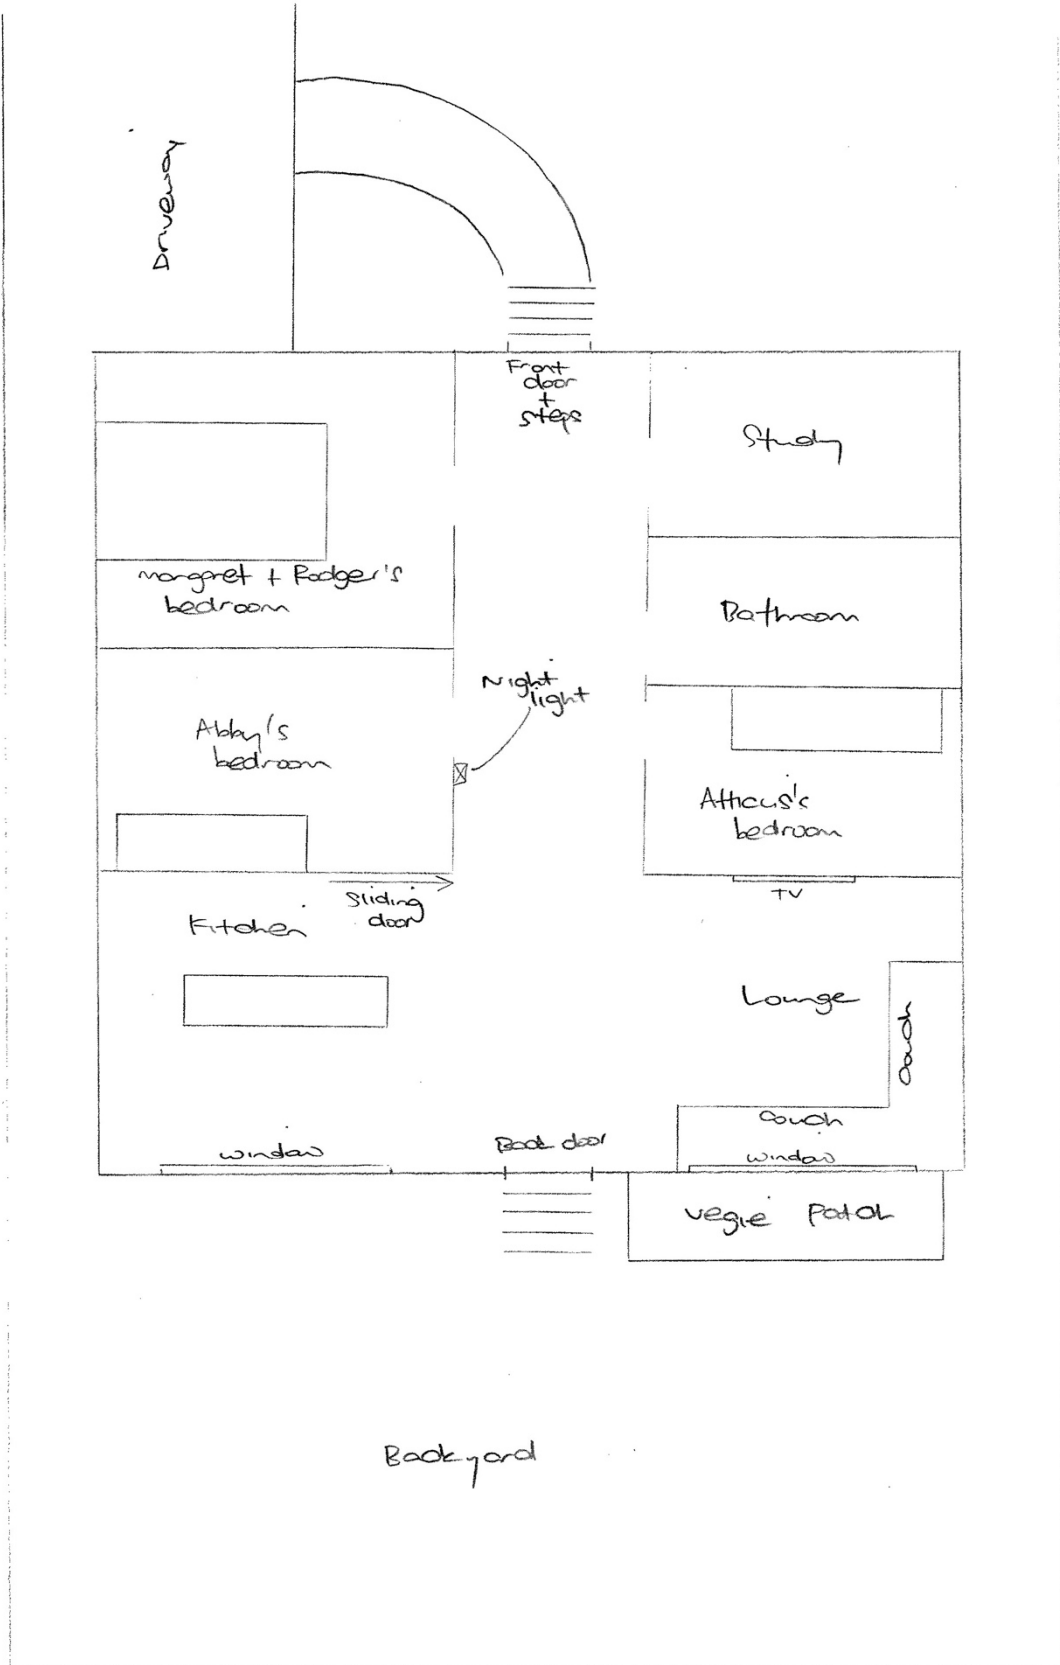 Driveway
Front
door
+
steps
Study
Margaret + Rodger's
bedroom
Bathroom
Night
light
Abby's
bedroom
Atticus's
bedroom
Sliding
door
TV
Kitchen
Lounge
Couch
Couch
Back door
window
window
vegie patch
Backyard